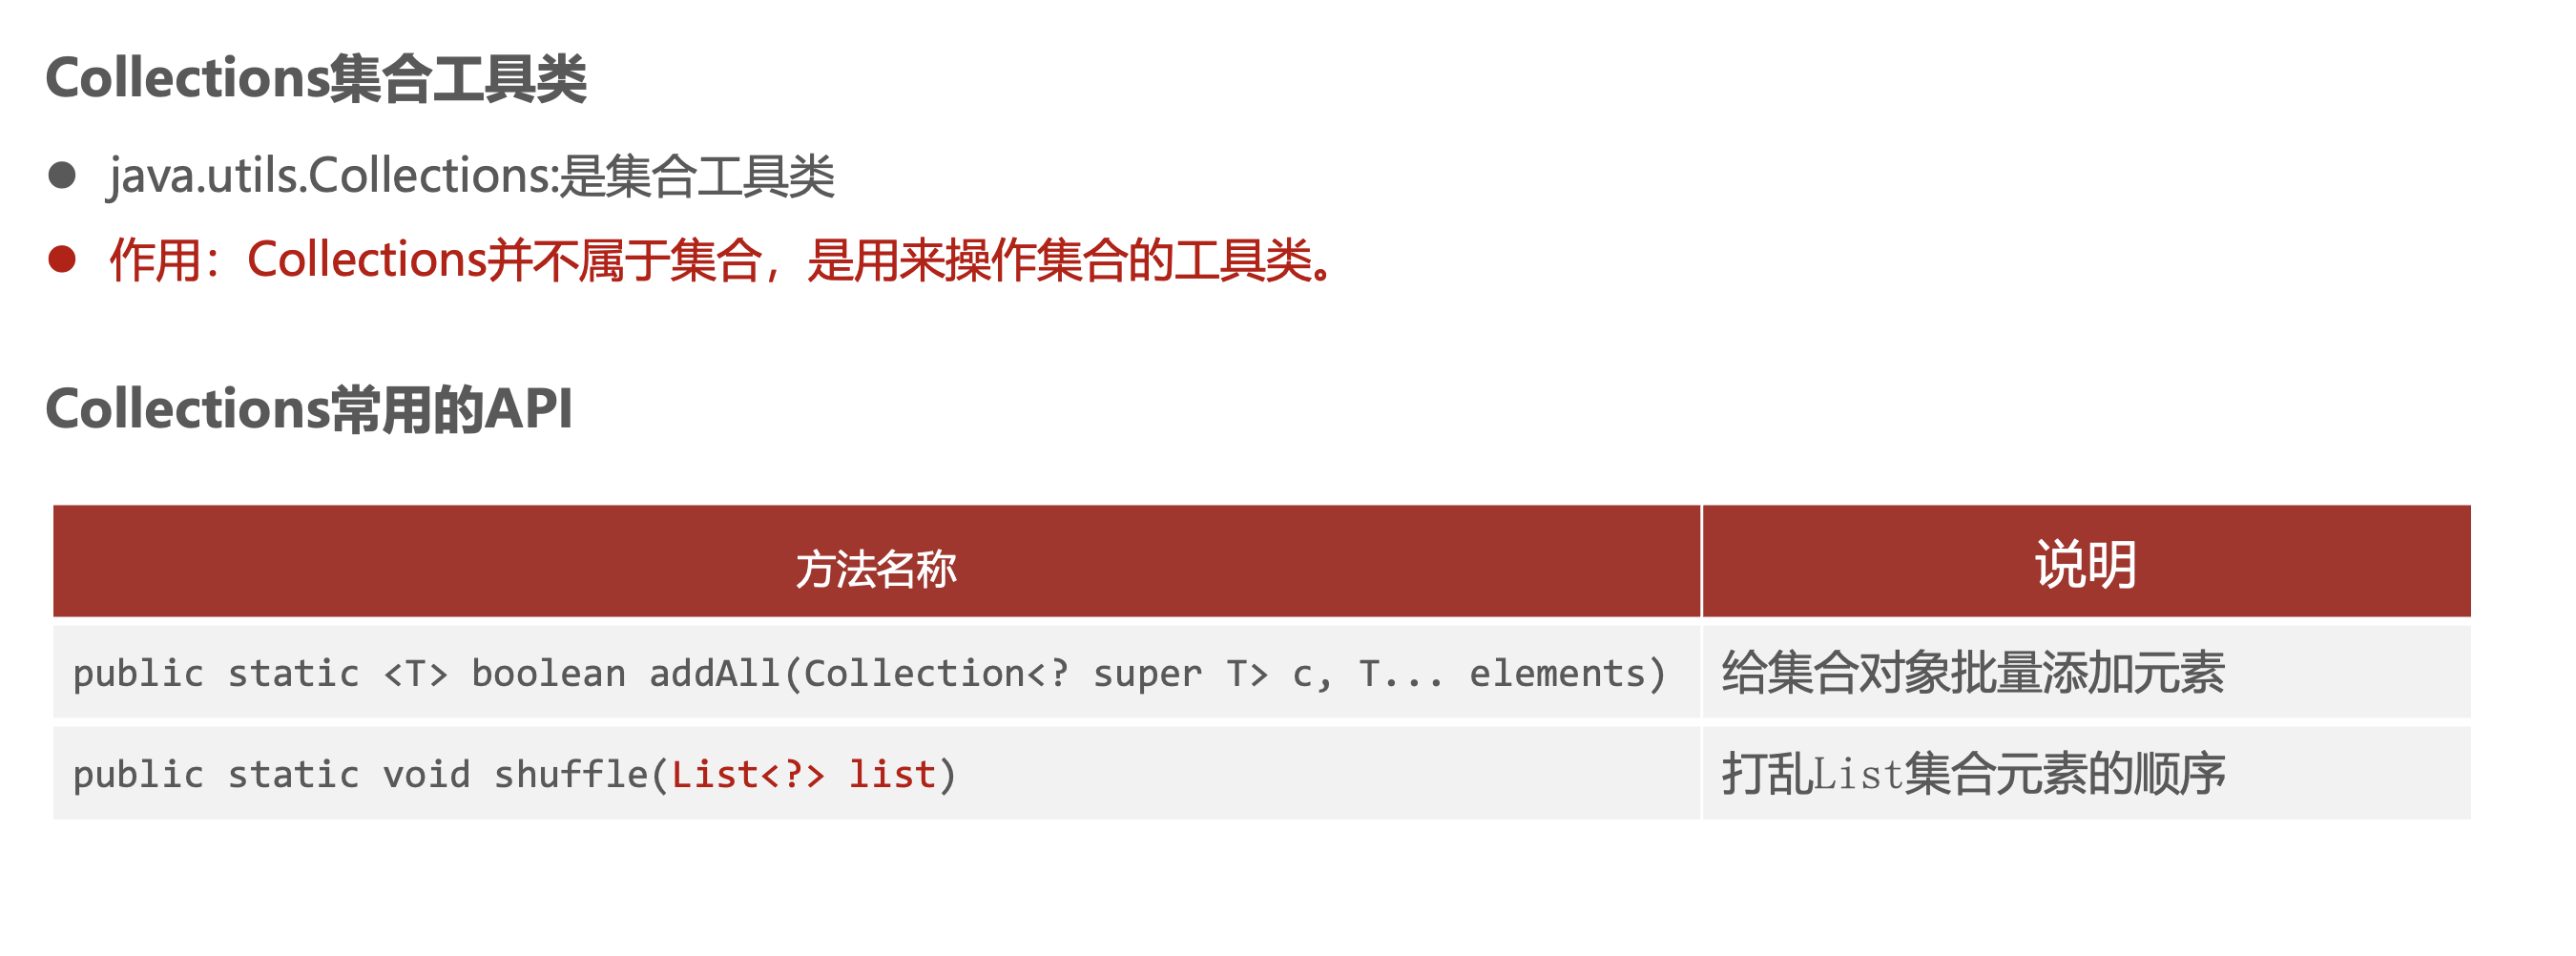 Collections集合工具类
java.utils.Collections:是集合工具类
作用：Collections并不属于集合，是用来操作集合的工具类。
Collections常用的API
方法名称 说明
public static <T> boolean addAll(Collection<? super T> c, T... elements) 给集合对象批量添加元素
public static void shuffle(List<?> list) 打乱List集合元素的顺序